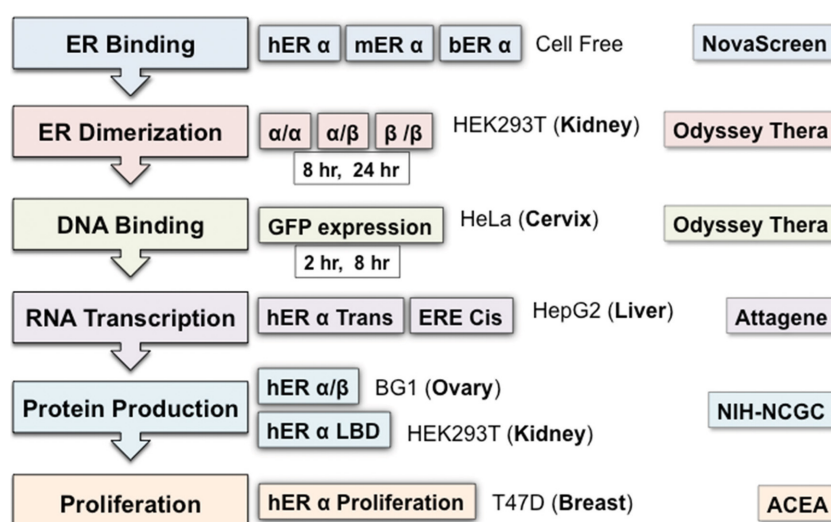 ER Binding hER α mER α bER α Cell Free NovaScreen
ER Dimerization α/α α/β β /β HEK293T (Kidney) Odyssey Thera
8 hr, 24 hr
DNA Binding GFP expression HeLa (Cervix) Odyssey Thera
2 hr, 8 hr
RNA Transcription hER α Trans ERE Cis HepG2 (Liver) Attagene
Protein Production hER α/β BG1 (Ovary) NIH-NCGC
hER α LBD HEK293T (Kidney)
Proliferation hER α Proliferation T47D (Breast) ACEA